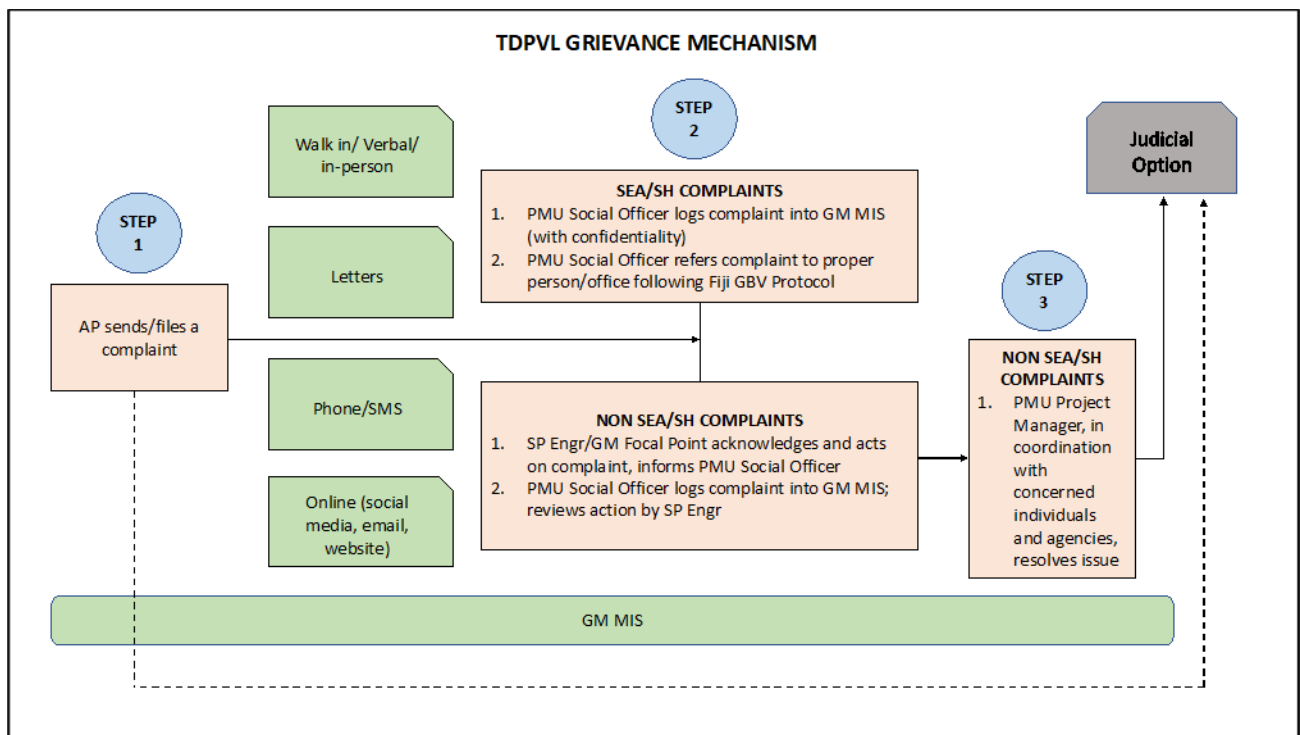 TDPVL GRIEVANCE MECHANISM
STEP
1
AP sends/files a
complaint
Walk in/ Verbal/
in-person
Letters
Phone/SMS
Online (social
media, email,
website)
STEP
2
SEA/SH COMPLAINTS
1. PMU Social Officer logs complaint into GM MIS
(with confidentiality)
2. PMU Social Officer refers complaint to proper
person/office following Fiji GBV Protocol
NON SEA/SH COMPLAINTS
1. SP Engr/GM Focal Point acknowledges and acts
on complaint, informs PMU Social Officer
2. PMU Social Officer logs complaint into GM MIS;
reviews action by SP Engr
STEP
3
NON SEA/SH
COMPLAINTS
1. PMU Project
Manager, in
coordination
with
concerned
individuals
and agencies,
resolves issue
Judicial
Option
GM MIS